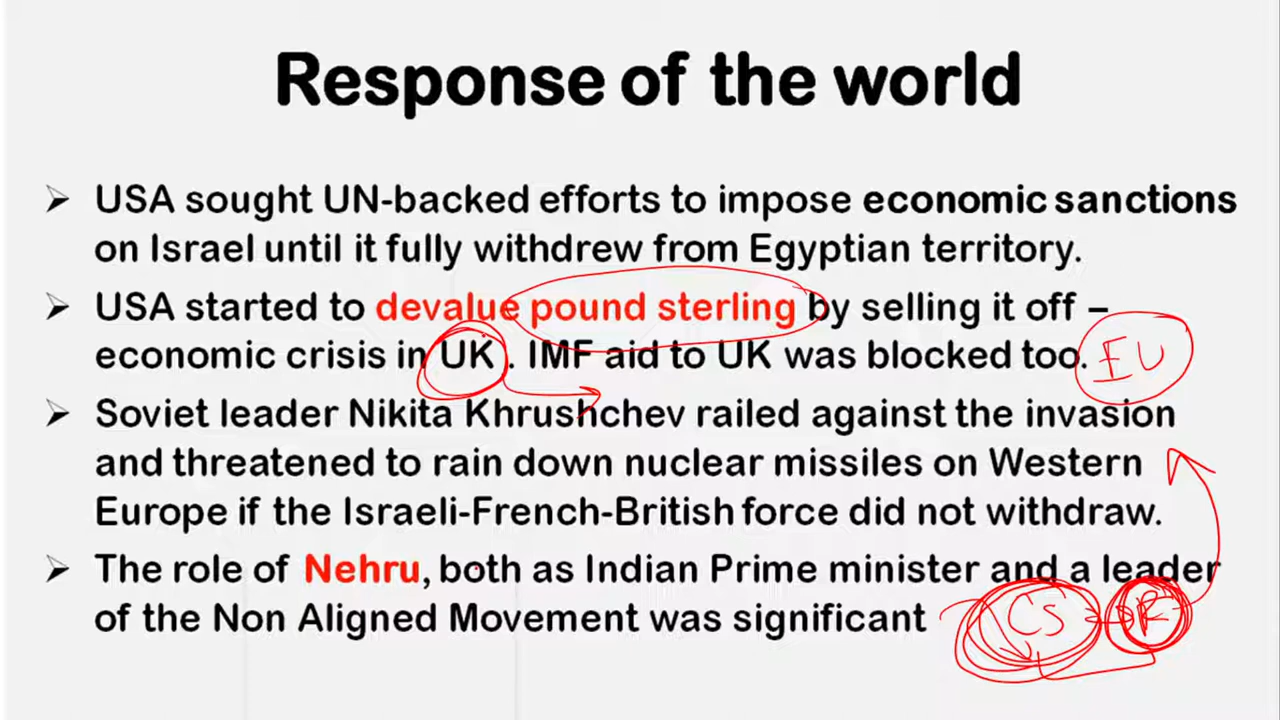 Response of the world
➢ USA sought UN-backed efforts to impose economic sanctions
on Israel until it fully withdrew from Egyptian territory.
➢ USA started to devalue pound sterling by selling it off –
economic crisis in UK . IMF aid to UK was blocked too. EU
➢ Soviet leader Nikita Khrushchev railed against the invasion
and threatened to rain down nuclear missiles on Western
Europe if the Israeli-French-British force did not withdraw.
➢ The role of Nehru, both as Indian Prime minister and a leader
of the Non Aligned Movement was significant CS R